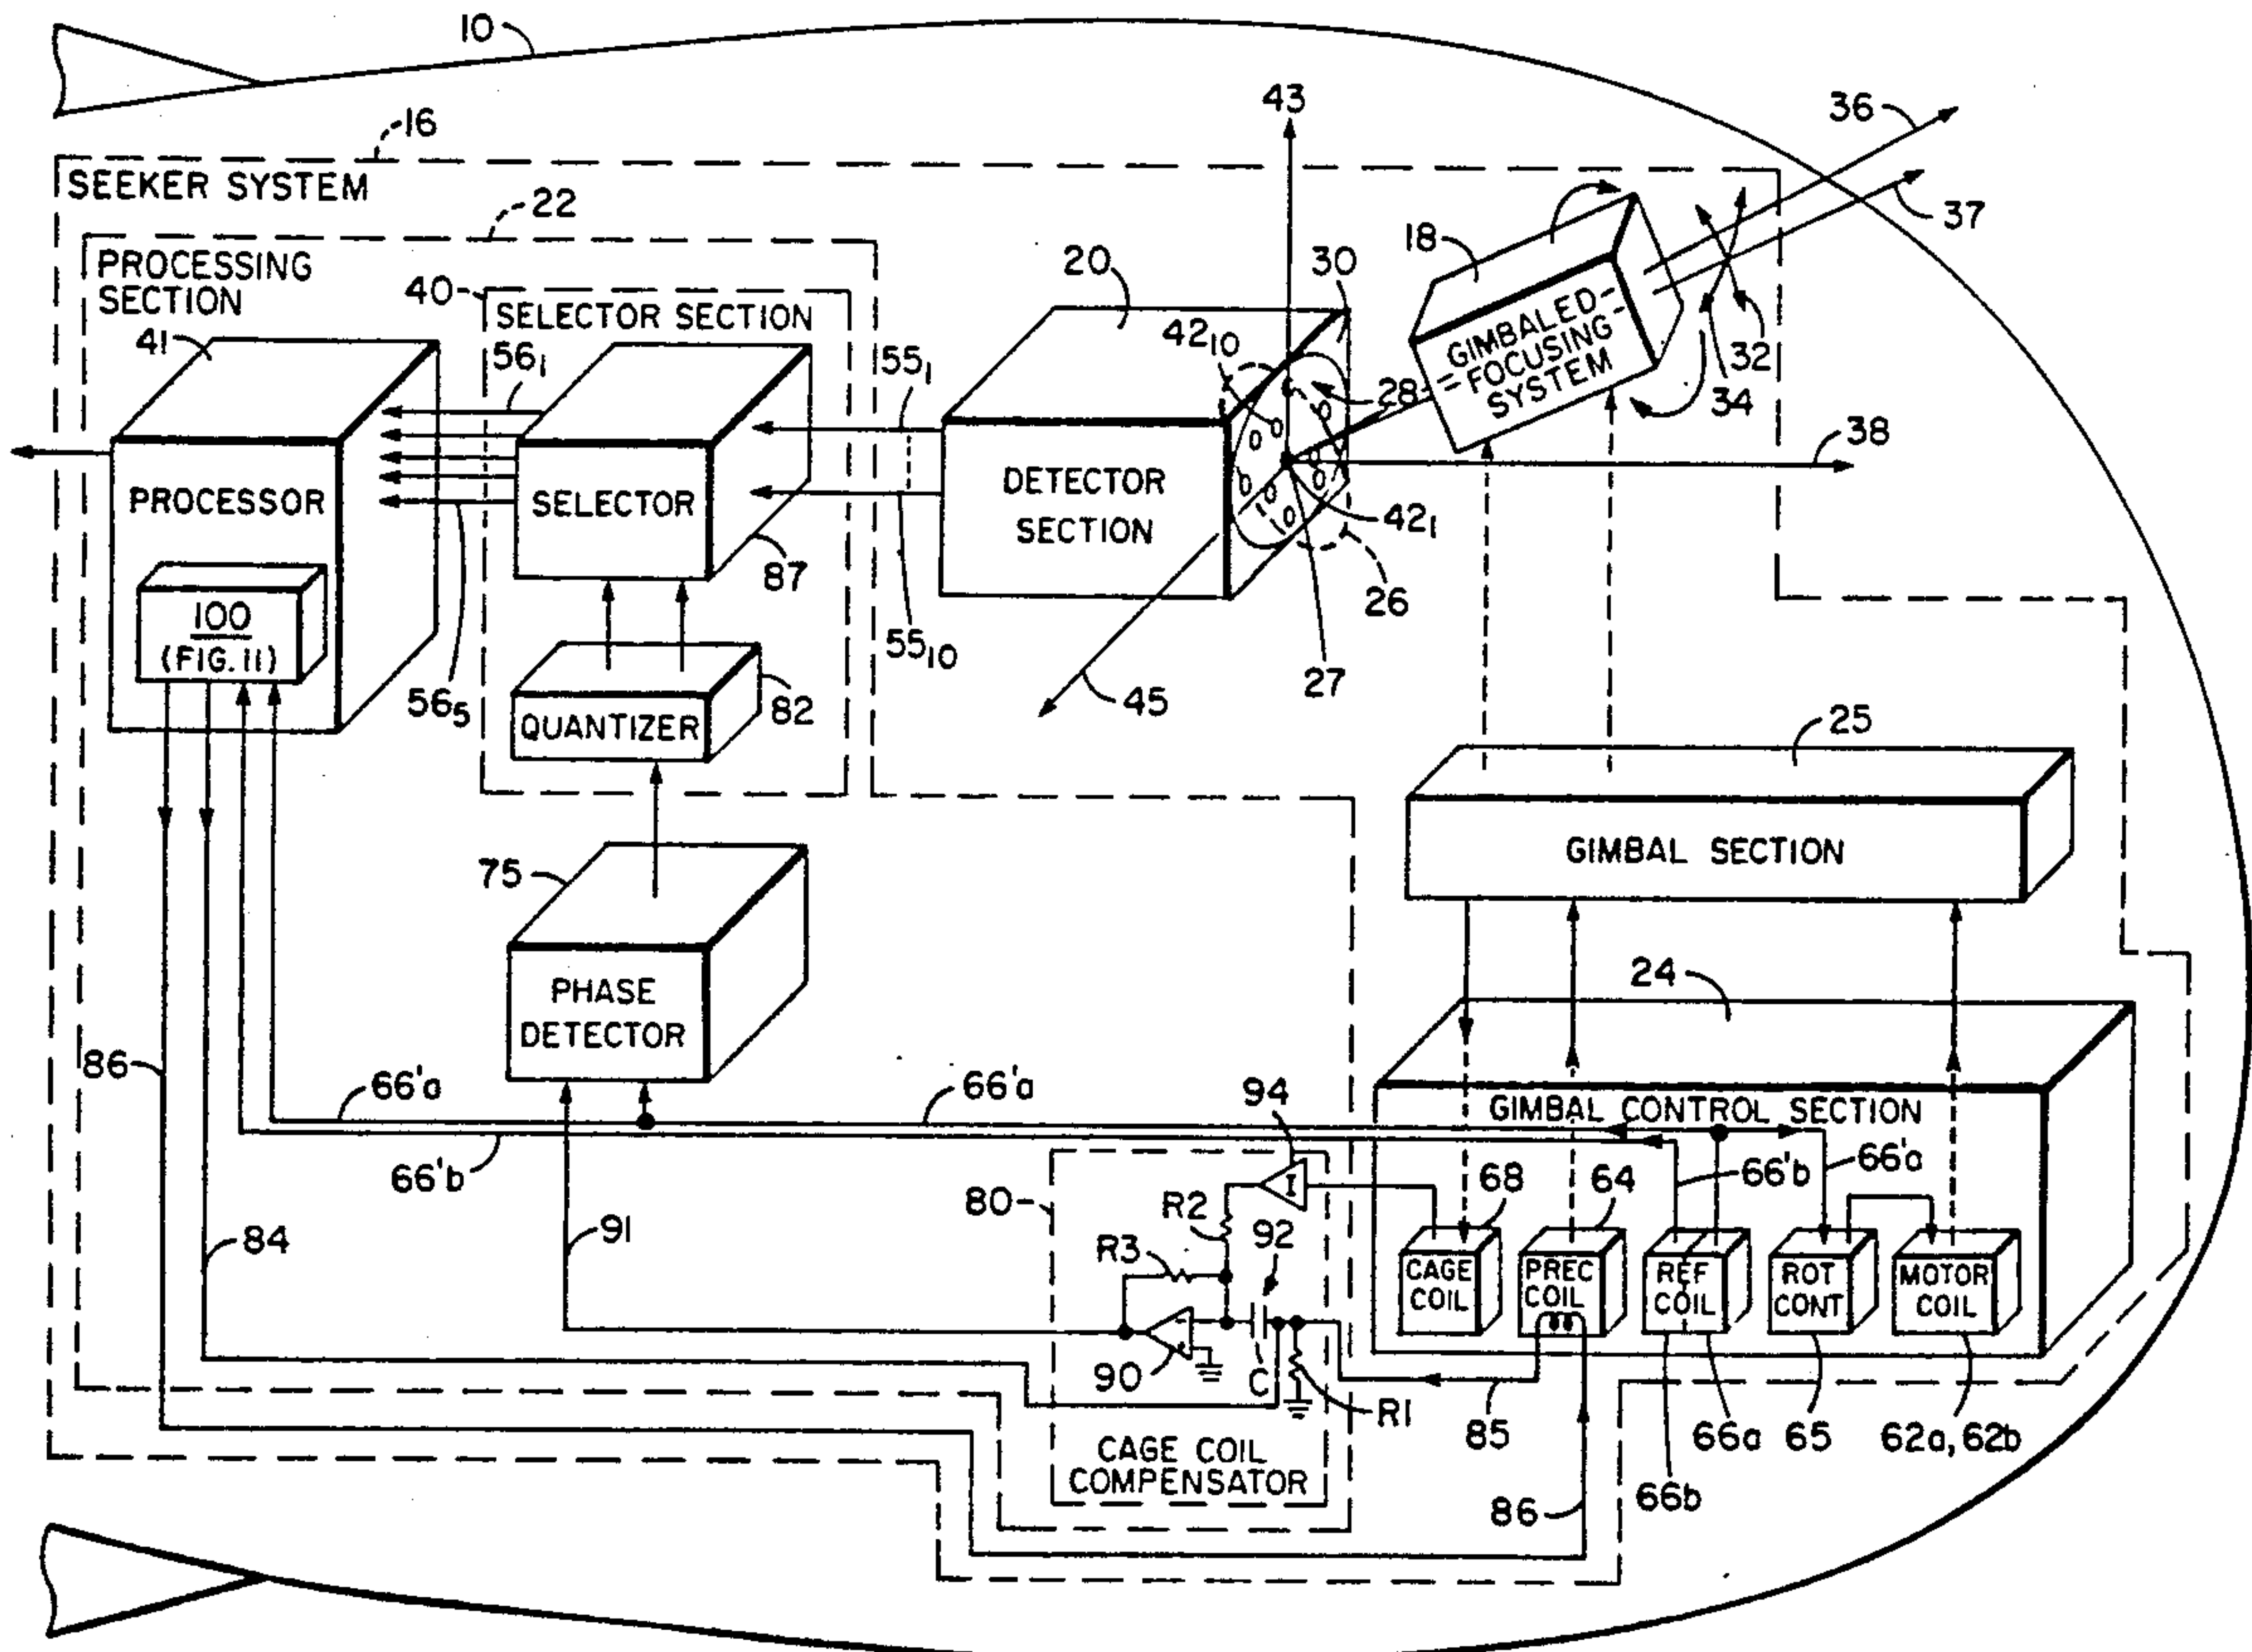 10
16
SEEKER SYSTEM
22
PROCESSING
SECTION
40
SELECTOR SECTION
41
56₁
PROCESSOR
SELECTOR
87
100
(FIG. 11)
56₅
QUANTIZER
82
55₁
55₁₀
20
DETECTOR
SECTION
43
30
42₁₀
28
42₁
26
27
45
18
GIMBALED
FOCUSING
SYSTEM
36
37
32
34
38
25
GIMBAL SECTION
75
PHASE
DETECTOR
24
GIMBAL CONTROL SECTION
86
66'a
66'a
66'b
84
91
94
I
80
R2
R3
92
90
C
R1
CAGE COIL
COMPENSATOR
68
64
66'b
66'a
CAGE
COIL
PREC
COIL
REF
COIL
ROT
CONT
MOTOR
COIL
85
86
66b
66a
65
62a, 62b